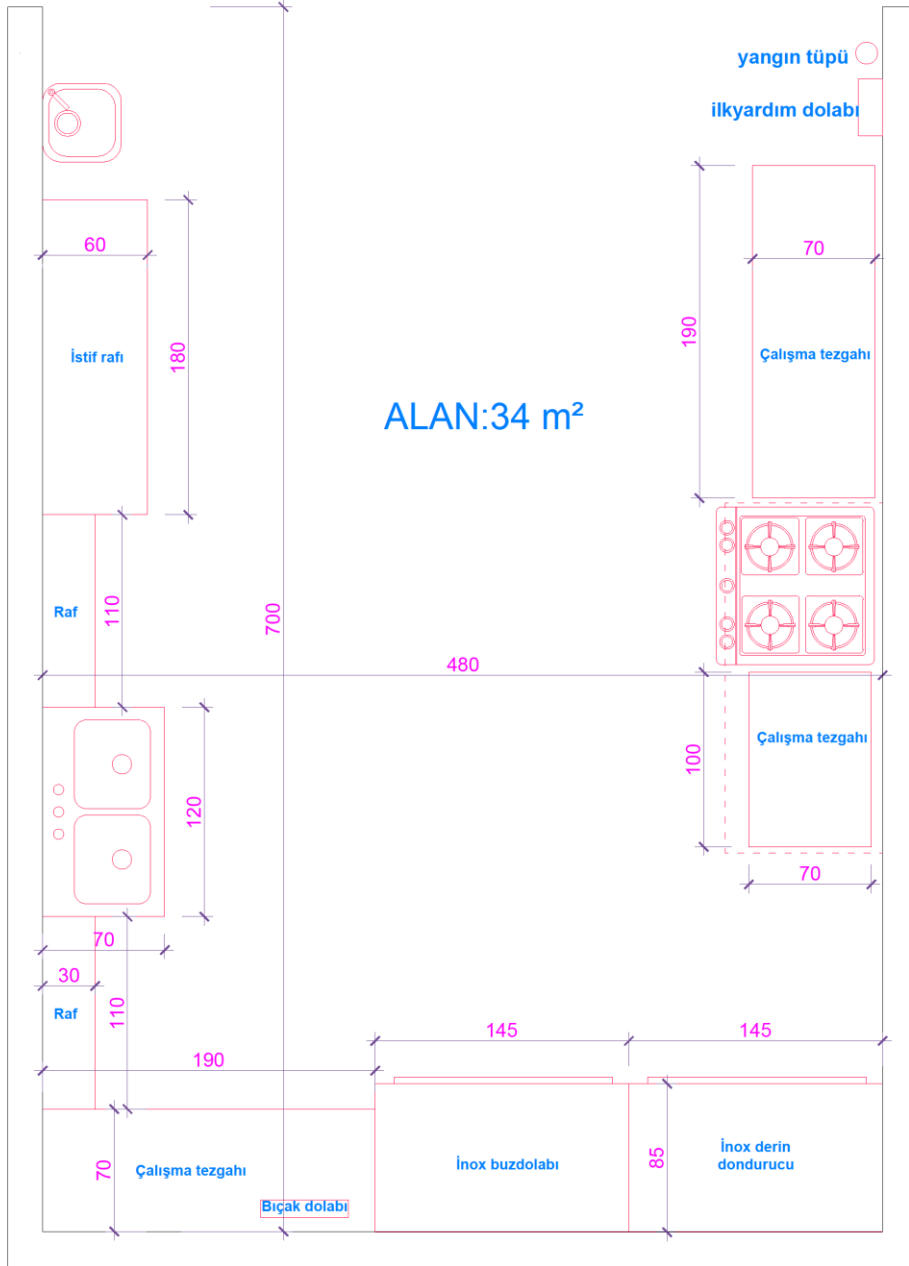 yangın tüpü
ilkyardım dolabı
60
70
190
180
İstif rafı
Çalışma tezgahı
ALAN:34 m²
Raf
110
700
480
Çalışma tezgahı
100
120
70
70
30
Raf
110
145
145
190
70
Çalışma tezgahı
Bıçak dolabı
İnox buzdolabı
85
İnox derin
dondurucu